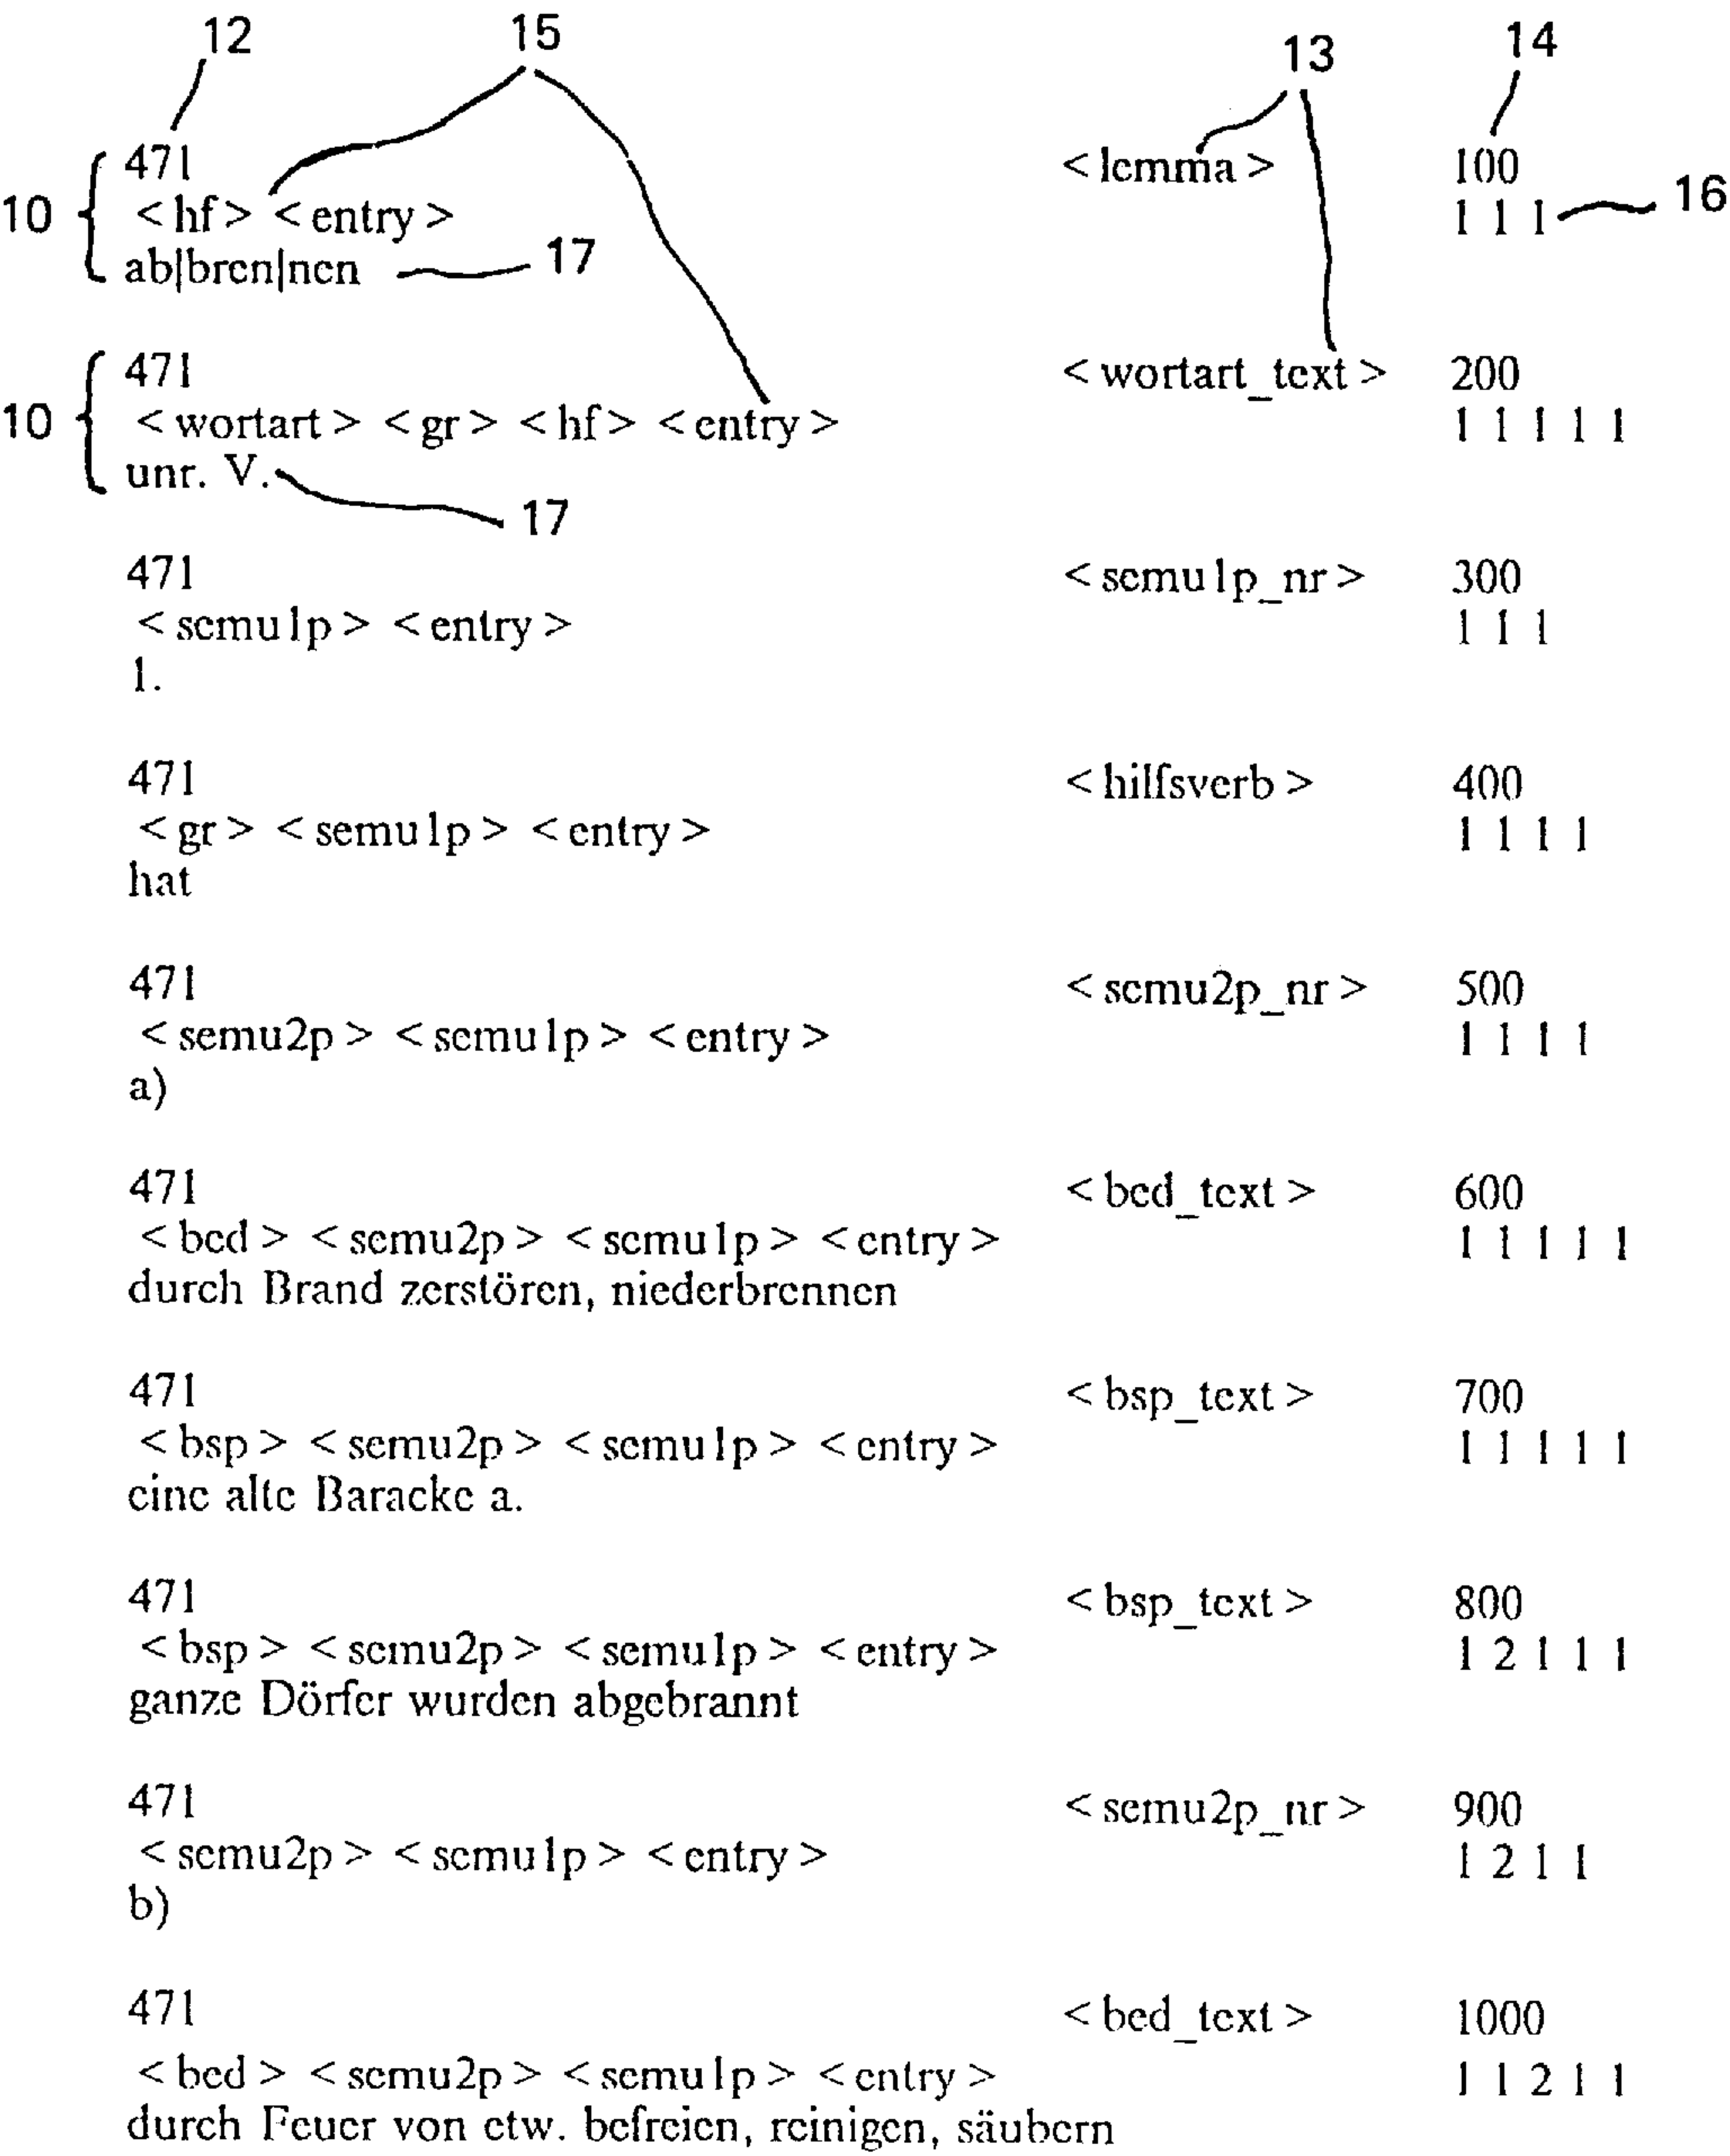 12 15 13 14
471 <lemma> 100
10 <hf> <entry> 1 1 1 16
ab|bren|nen 17
471 <wortart_text> 200
10 <wortart> <gr> <hf> <entry> 1 1 1 1 1
unr. V.
17
471 <semu1p_nr> 300
<semu1p> <entry> 1 1 1
1.
471 <hilfsverb> 400
<gr> <semu1p> <entry> 1 1 1 1
hat
471 <semu2p_nr> 500
<semu2p> <semu1p> <entry> 1 1 1 1
a)
471 <bed_text> 600
<bed> <semu2p> <semu1p> <entry> 1 1 1 1 1
durch Brand zerstören, niederbrennen
471 <bsp_text> 700
<bsp> <semu2p> <semu1p> <entry> 1 1 1 1 1
eine alte Baracke a.
471 <bsp_text> 800
<bsp> <semu2p> <semu1p> <entry> 1 2 1 1 1
ganze Dörfer wurden abgebrannt
471 <semu2p_nr> 900
<semu2p> <semu1p> <entry> 1 2 1 1
b)
471 <bed_text> 1000
<bed> <semu2p> <semu1p> <entry> 1 1 2 1 1
durch Feuer von etw. befreien, reinigen, säubern